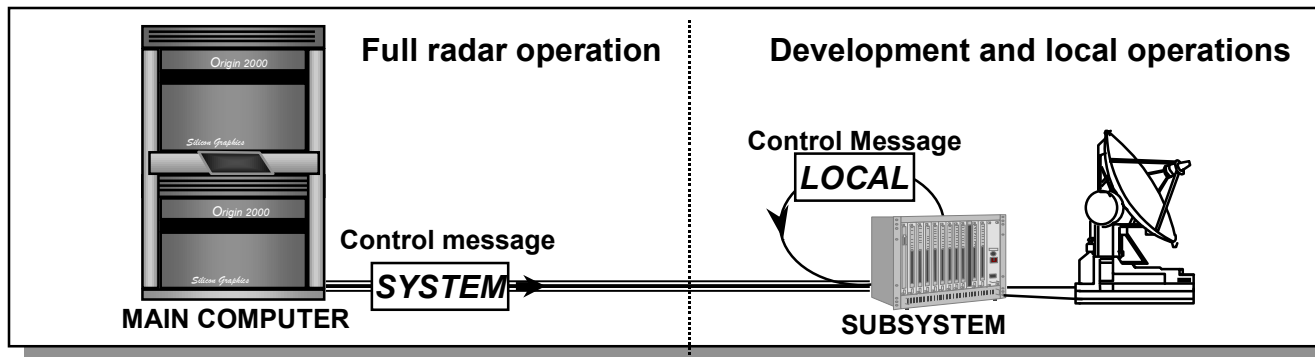 Full radar operation
Development and local operations
Origin 2000
Silicon Graphics
Origin 2000
Silicon Graphics
Control Message
LOCAL
Control message
SYSTEM
MAIN COMPUTER
SUBSYSTEM